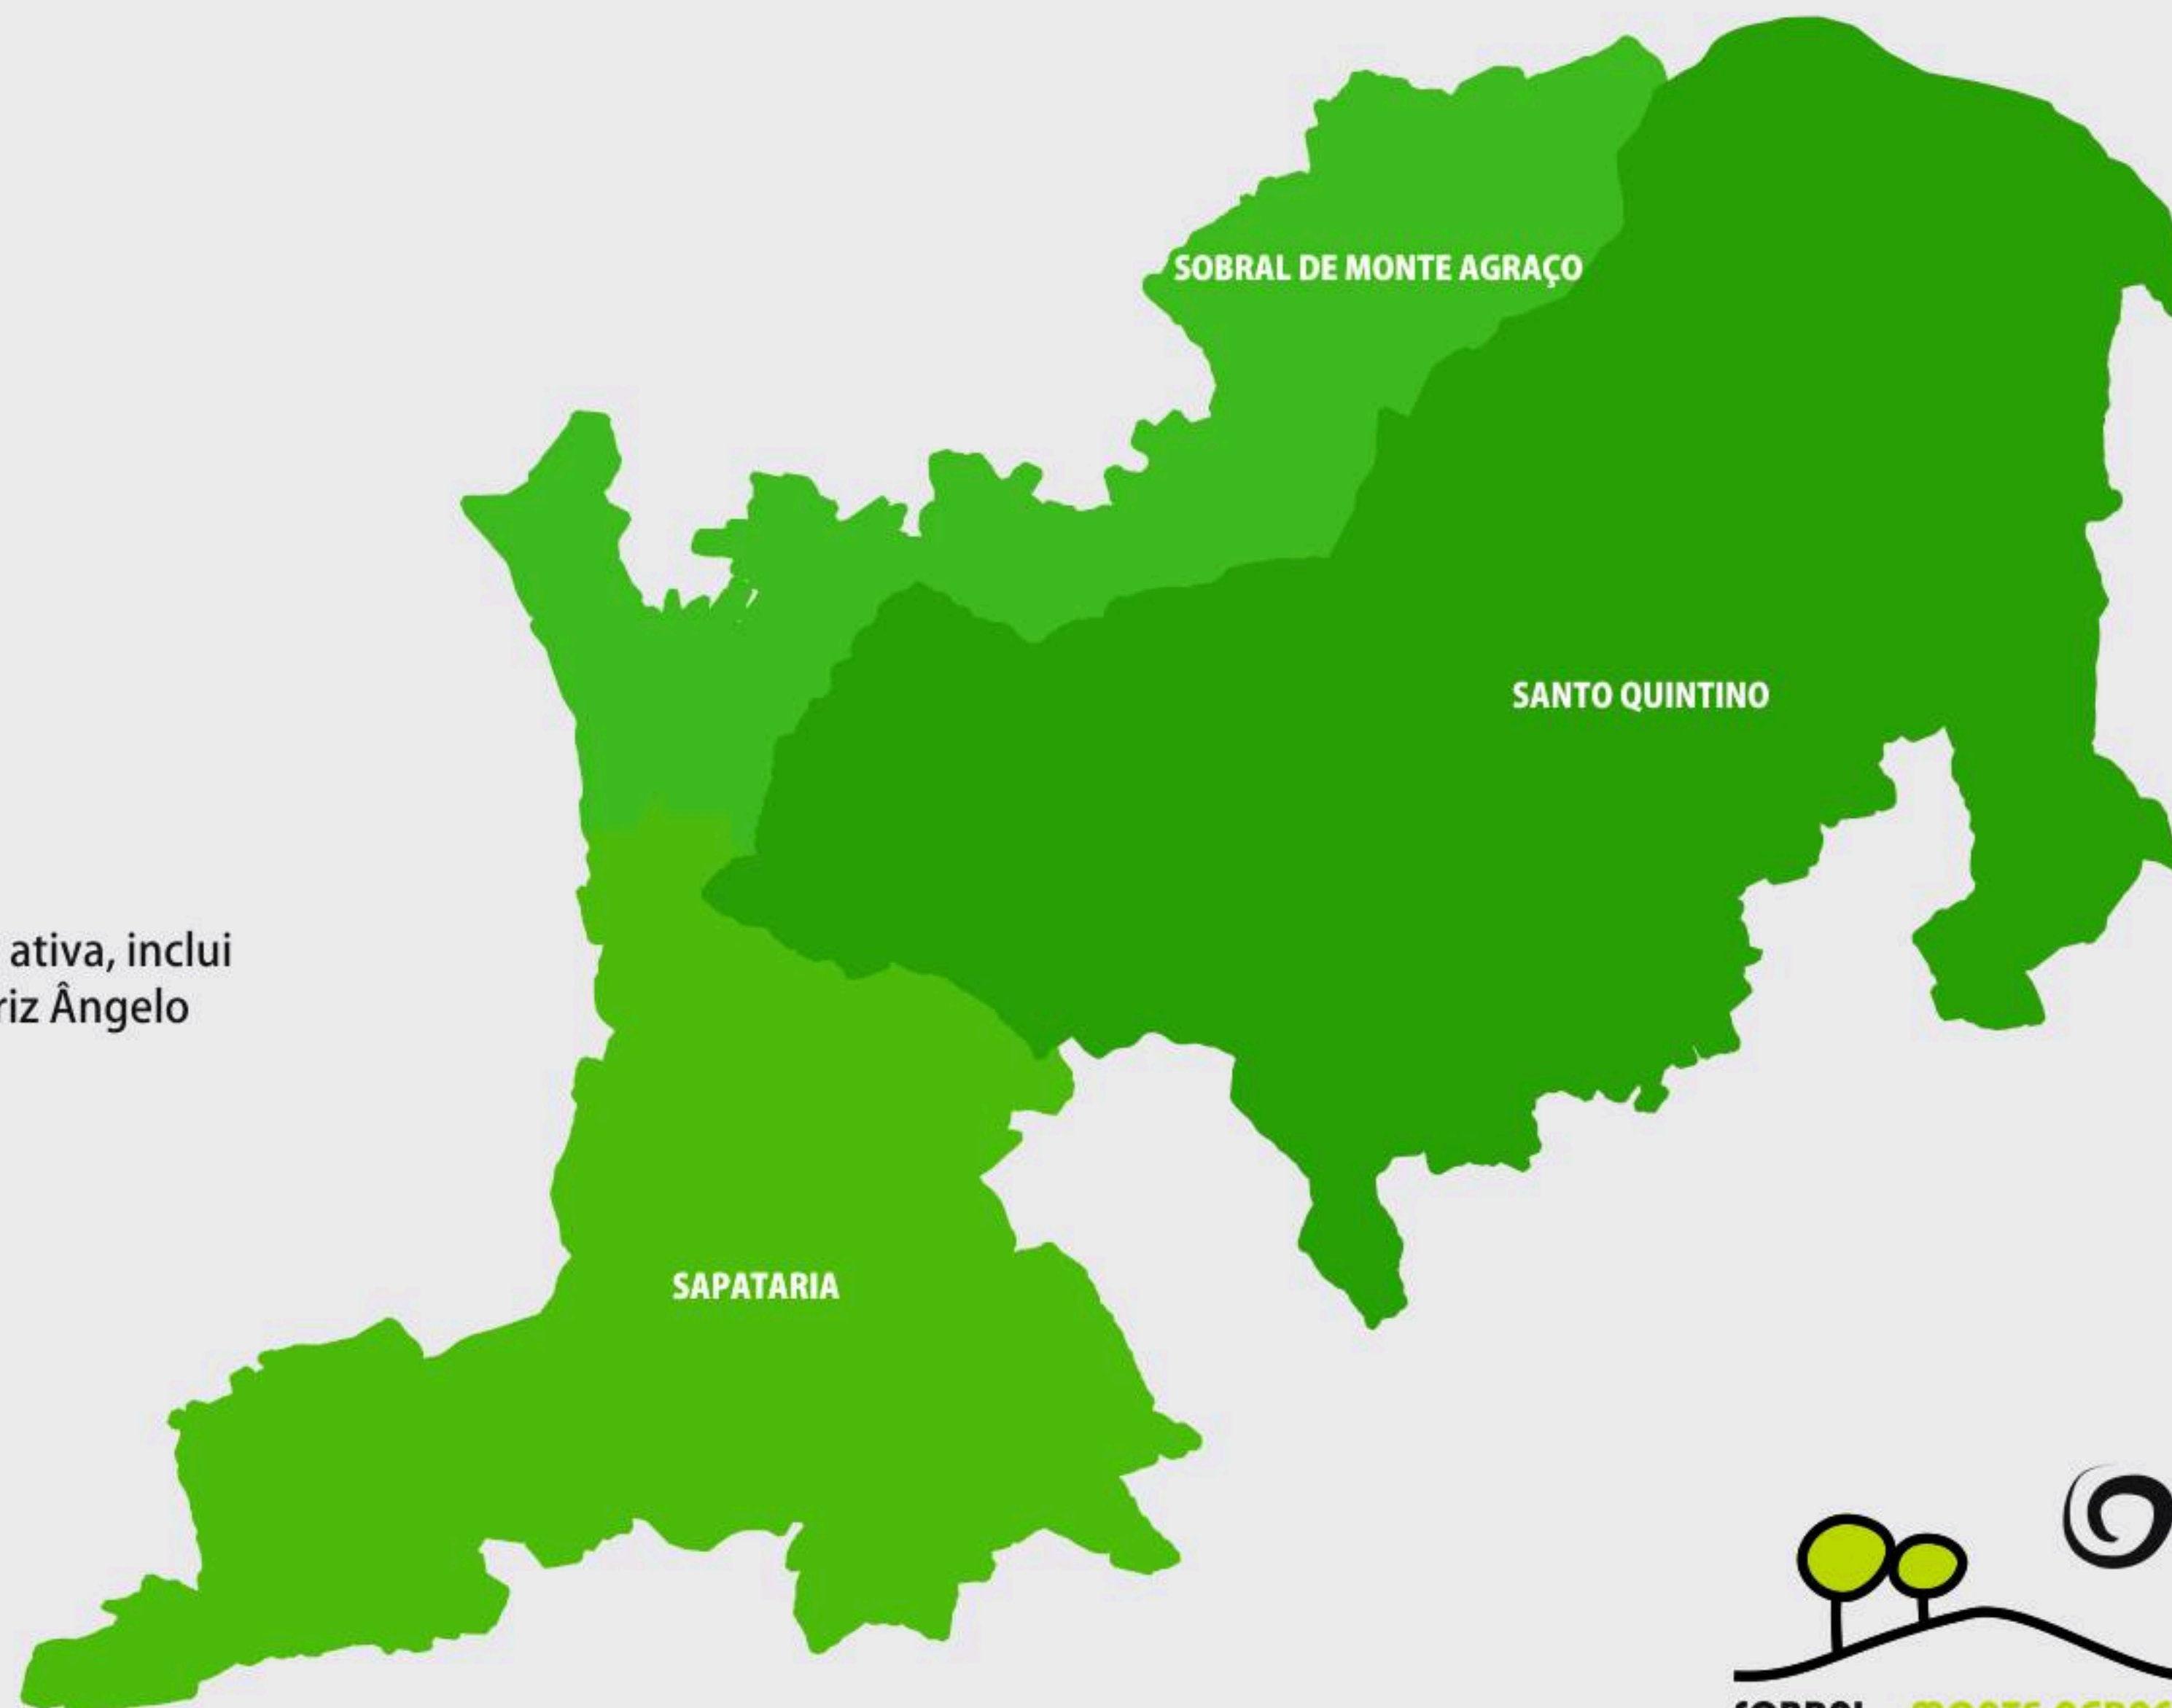 SOBRAL DE MONTE AGRAÇO
SANTO QUINTINO
ativa, inclui
riz Ângelo
SAPATARIA